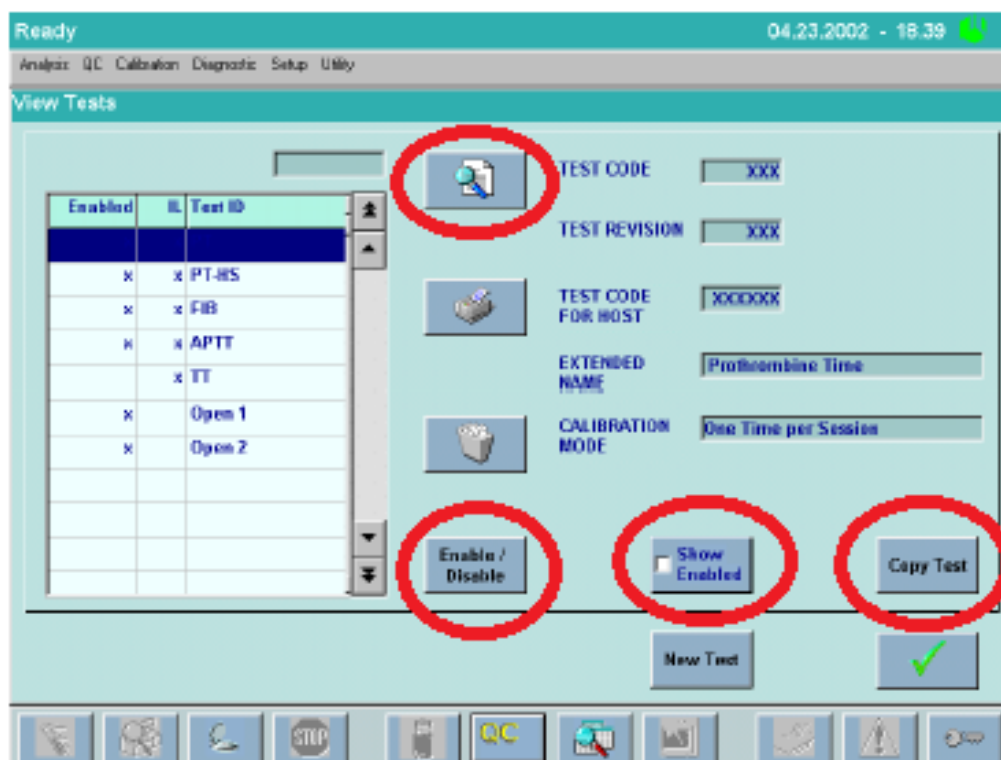 Ready 04.23.2002 - 18.39
Analysis QC Calibration Diagnostic Setup Utility
View Tests
Enabled IL Test ID
x x PT-HS
x x FIB
x x APTT
x TT
x Open 1
x Open 2
TEST CODE XXX
TEST REVISION XXX
TEST CODE XXXXXXX
FOR HOST
EXTENDED Prothrombine Time
NAME
CALIBRATION One Time per Session
MODE
Enable /
Disable
Show
Enabled
Copy Test
New Test
STOP
QC